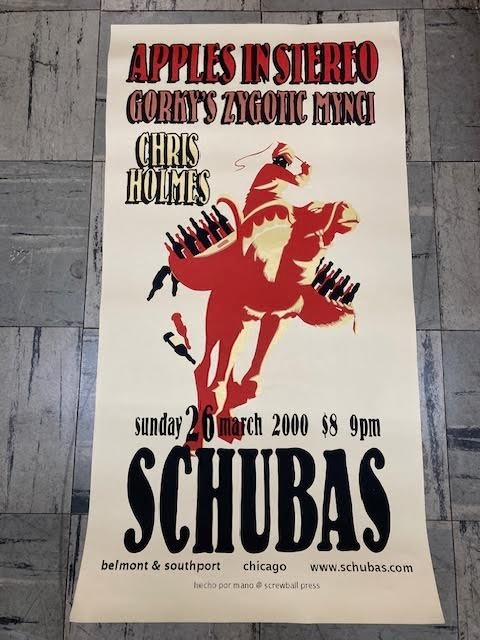 APPLES IN STEREO
GORKY'S ZYGOTIC MYNCI
CHRIS
HOLMES
sunday 26 march 2000 $8 9pm
SCHUBAS
belmont & southport chicago www.schubas.com
hecho por mano @ screwball press